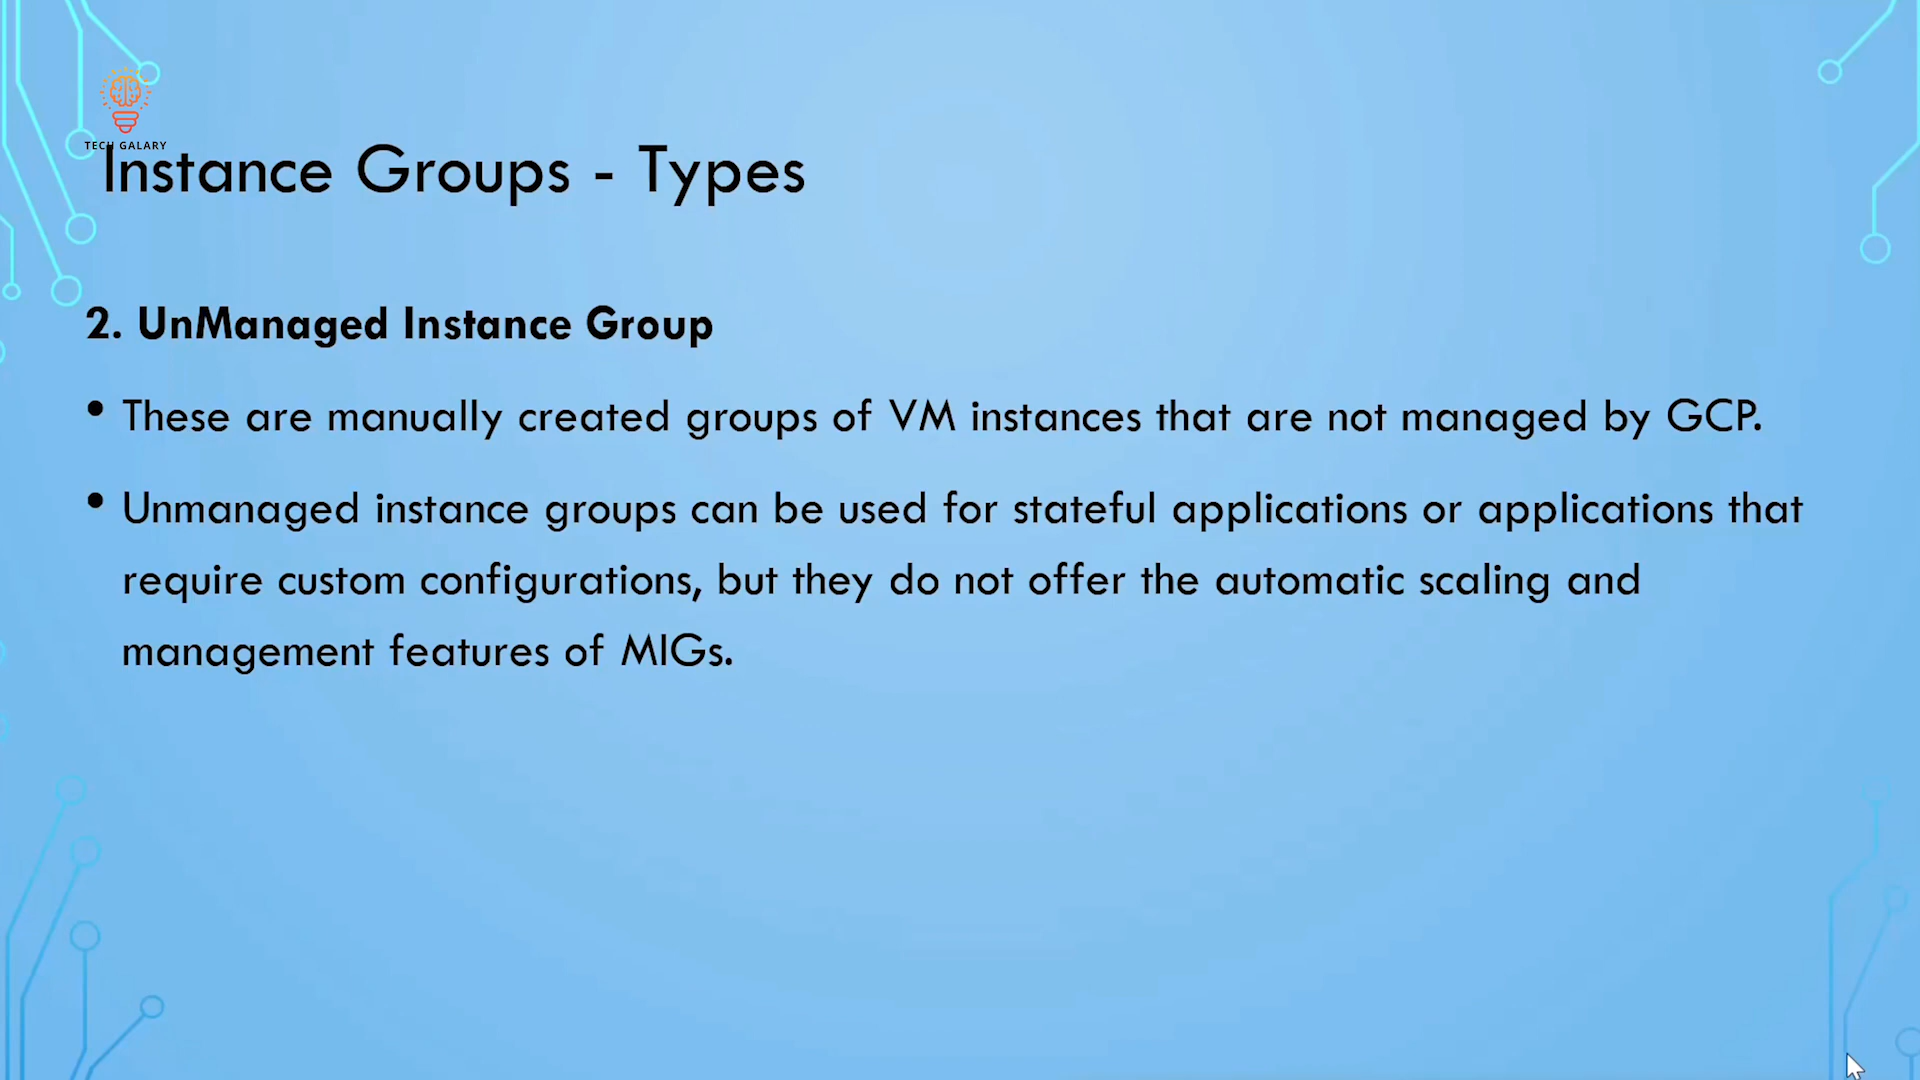 TECH GALARY
Instance Groups - Types
2. UnManaged Instance Group
• These are manually created groups of VM instances that are not managed by GCP.
• Unmanaged instance groups can be used for stateful applications or applications that
require custom configurations, but they do not offer the automatic scaling and
management features of MIGs.